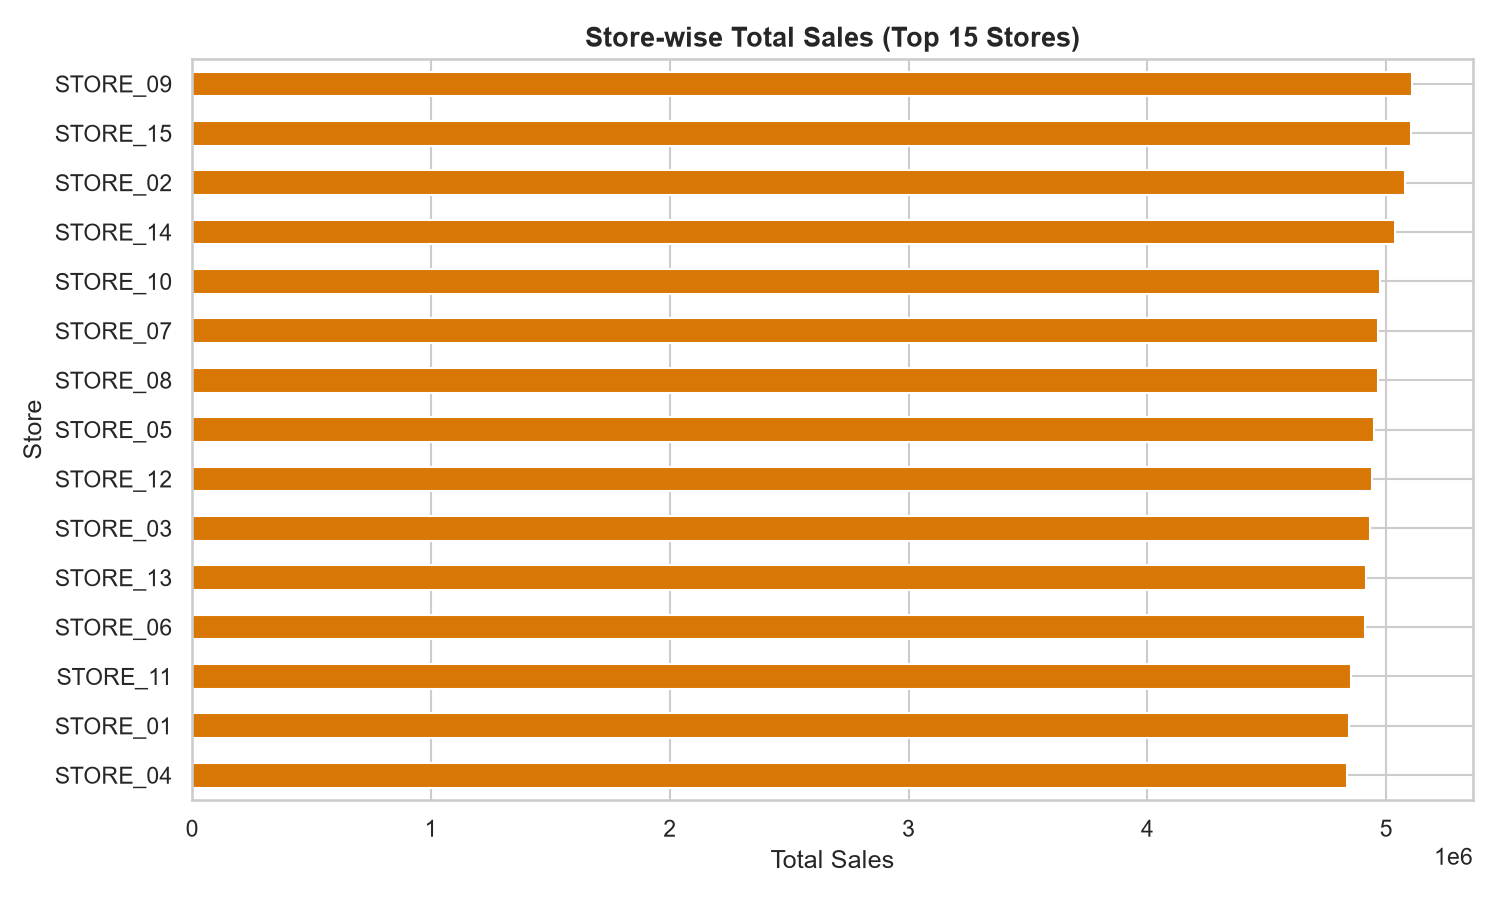 Store-wise Total Sales (Top 15 Stores)
STORE_09
STORE_15
STORE_02
STORE_14
STORE_10
STORE_07
STORE_08
STORE_05
STORE_12
STORE_03
STORE_13
STORE_06
STORE_11
STORE_01
STORE_04
Store
0 1 2 3 4 5
1e6
Total Sales